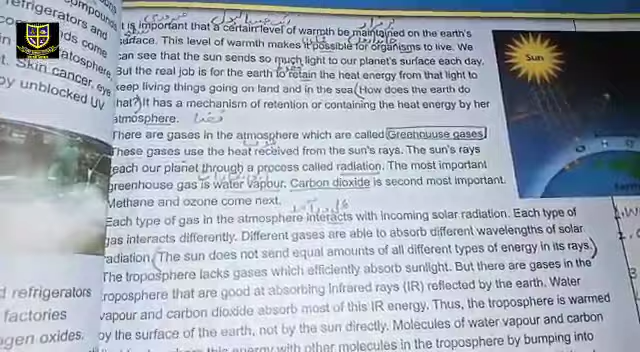 mpounds
refrigerators and
nds come
atosphere
t. Skin cancer, eye
by unblocked UV
d refrigerators
factories
agen oxides.
t is important that a certain level of warmth be maintained on the earth's
surface. This level of warmth makes it possible for organisms to live. We
can see that the sun sends so much light to our planet's surface each day.
But the real job is for the earth to retain the heat energy from that light to
keep living things going on land and in the sea (How does the earth do
that?) It has a mechanism of retention or containing the heat energy by her
atmosphere. فضا
There are gases in the atmosphere which are called Greenhouse gases
These gases use the heat received from the sun's rays. The sun's rays
reach our planet through a process called radiation. The most important
greenhouse gas is water vapour. Carbon dioxide is second most important.
Methane and ozone come next.
Each type of gas in the atmosphere interacts with incoming solar radiation. Each type of
gas interacts differently. Different gases are able to absorb different wavelengths of solar
radiation. (The sun does not send equal amounts of all different types of energy in its rays.)
The troposphere lacks gases which efficiently absorb sunlight. But there are gases in the
troposphere that are good at absorbing infrared rays (IR) reflected by the earth. Water
vapour and carbon dioxide absorb most of this IR energy. Thus, the troposphere is warmed
by the surface of the earth, not by the sun directly. Molecules of water vapour and carbon
this energy with other molecules in the troposphere by bumping into
Sun